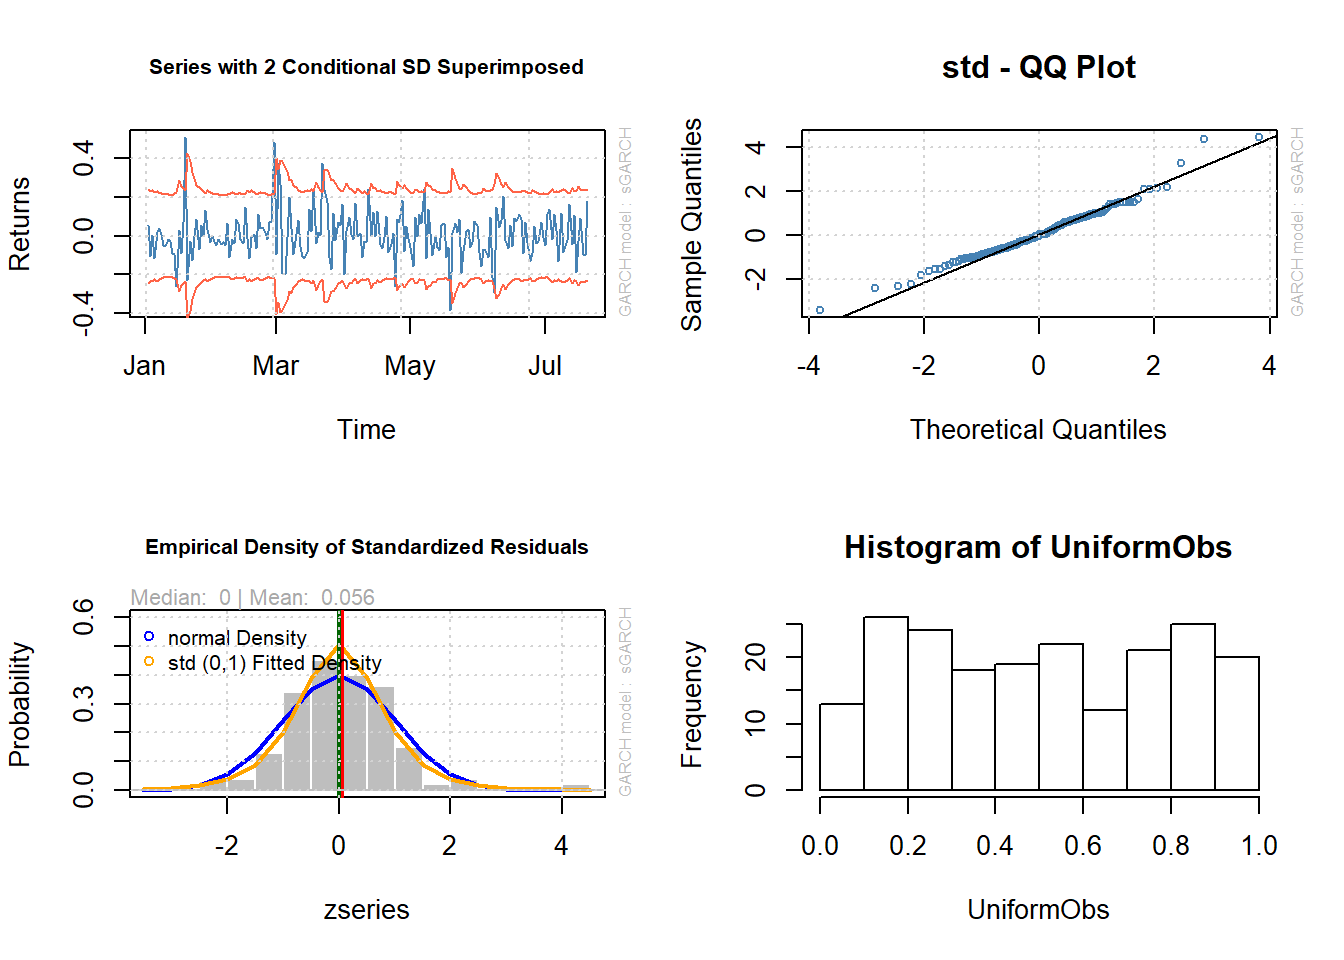 Series with 2 Conditional SD Superimposed
Returns
0.4
0.0
-0.4
Jan
Mar
May
Jul
Time
GARCH model : sGARCH
std - QQ Plot
Sample Quantiles
4
2
0
-2
-4
-2
0
2
4
Theoretical Quantiles
GARCH model : sGARCH
Empirical Density of Standardized Residuals
Median: 0 | Mean: 0.056
normal Density
std (0,1) Fitted Density
Probability
0.6
0.3
0.0
-2
0
2
4
zseries
GARCH model : sGARCH
Histogram of UniformObs
Frequency
20
10
0
0.0
0.2
0.4
0.6
0.8
1.0
UniformObs